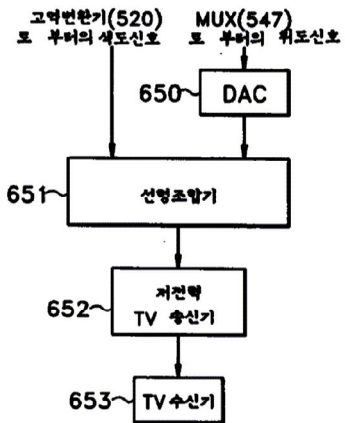 고역변환기(520)
로 부터의 색도신호
MUX(547)
로 부터의 휘도신호
650
DAC
651
선형조합기
652
저전력
TV 송신기
653
TV 수신기